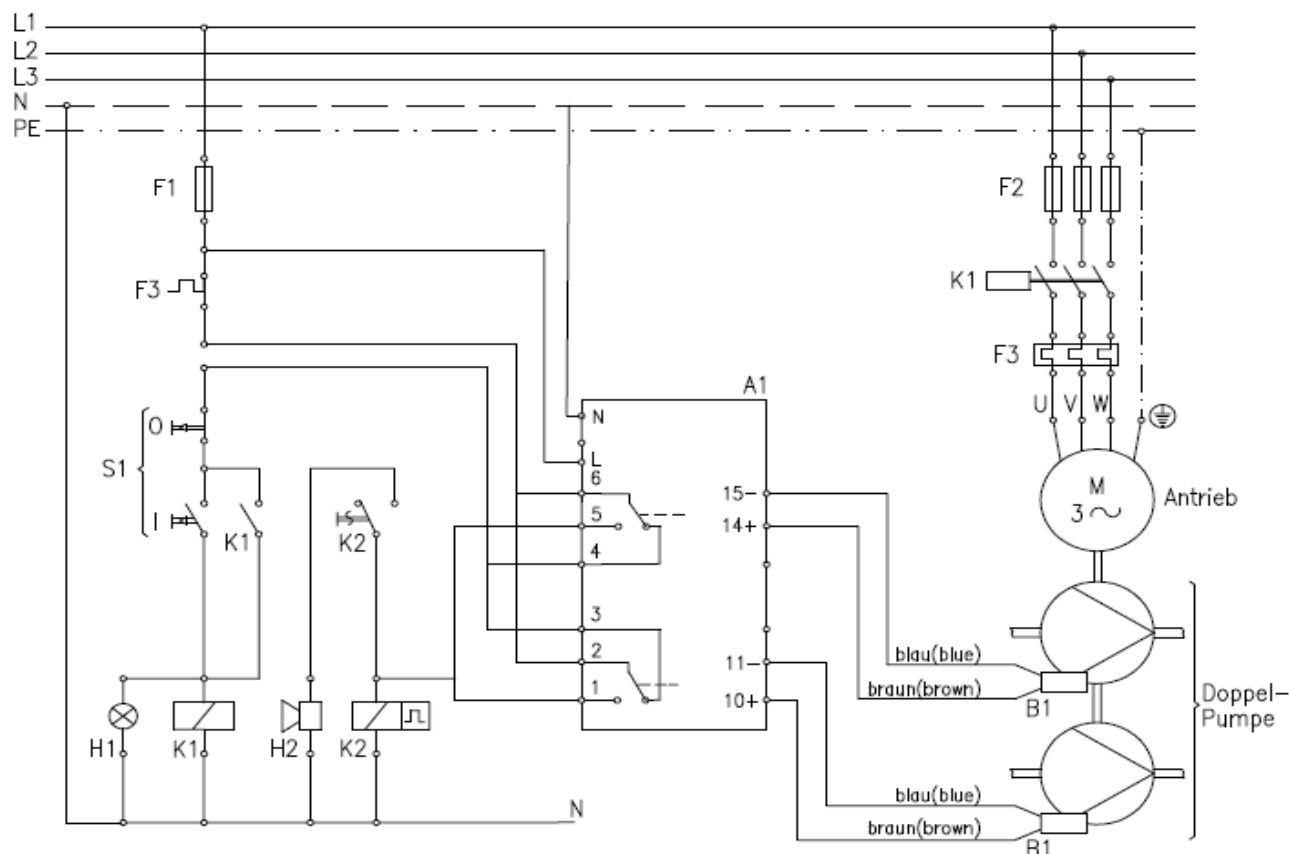 L1
L2
L3
N
PE
F1
F2
F3
K1
F3
A1
U V W
O
N
S1
L
6
M
3
15-
Antrieb
5
14+
I
K1
K2
4
3
blau(blue)
2
11-
braun(brown)
1
10+
B1
Doppel-
Pumpe
H1
K1
H2
K2
blau(blue)
N
braun(brown)
B1